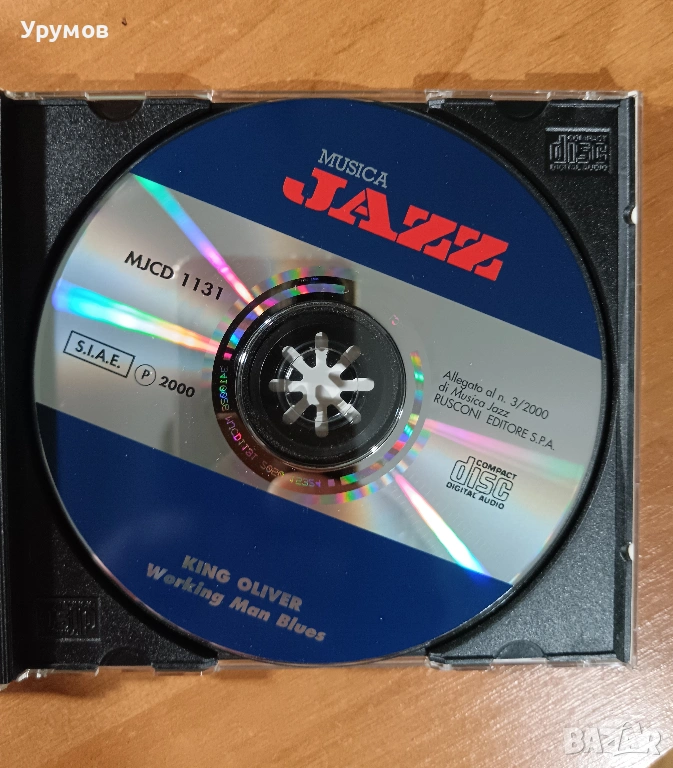 Урумов
COMPACT
disc
DIGITAL AUDIO
MUSICA
JAZZ
MJCD 1131
S.I.A.E. P 2000
Allegato al n. 3/2000
di Musica Jazz
RUSCONI EDITORE S.P.A.
COMPACT
disc
DIGITAL AUDIO
KING OLIVER
Working Man Blues
BAZAR